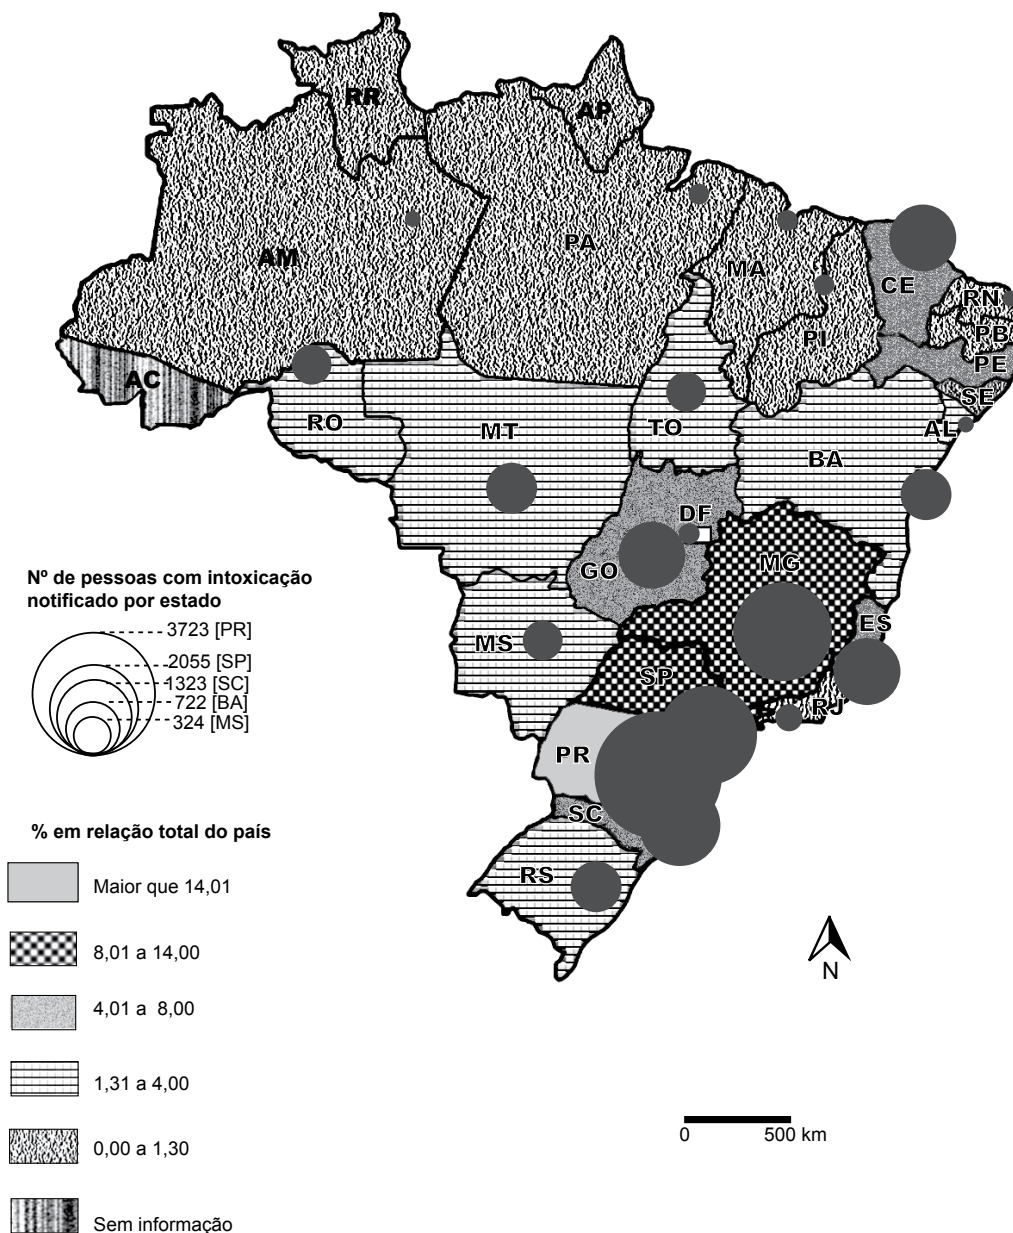 RR
AP
AM
PA
MA
CE
RN
PB
PI
PE
AC
SE
RO
MT
TO
AL
BA
DF
GO
MG
MS
ES
SP
RJ
PR
SC
RS
Nº de pessoas com intoxicação
notificado por estado
3723 [PR]
2055 [SP]
1323 [SC]
722 [BA]
324 [MS]
% em relação total do país
Maior que 14,01
8,01 a 14,00
4,01 a 8,00
1,31 a 4,00
0,00 a 1,30
Sem informação
N
0 500 km